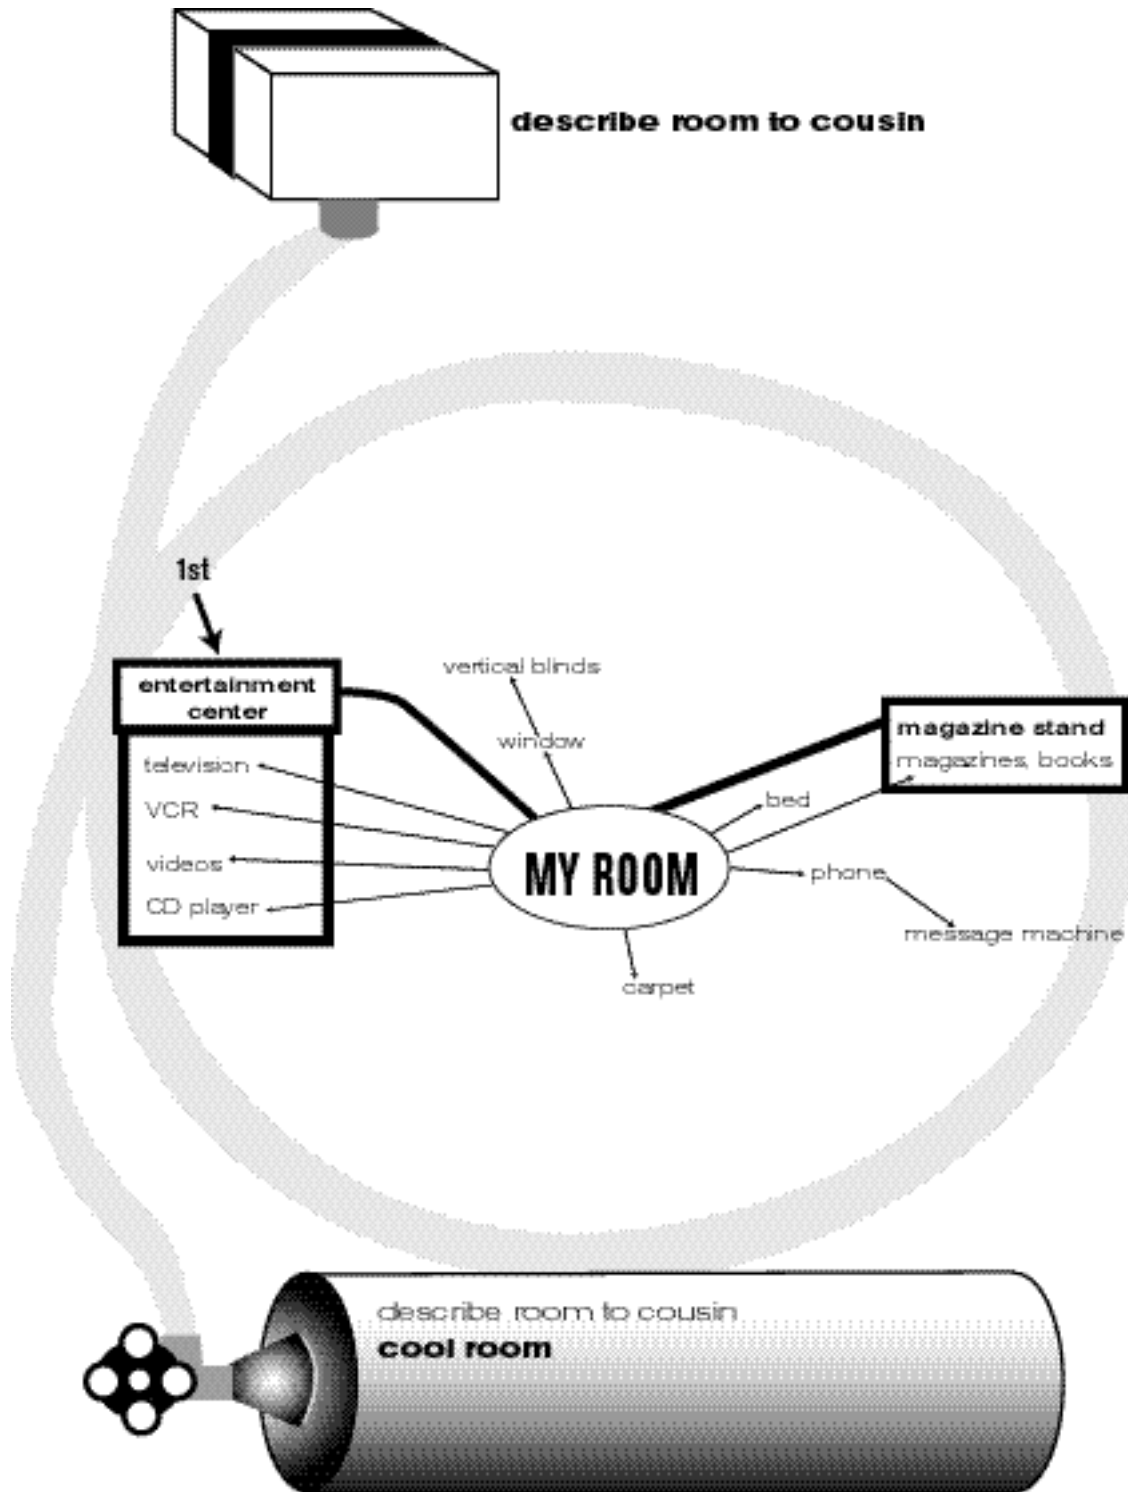 describe room to cousin
1st
entertainment
center
television
VCR
videos
CD player
vertical blinds
window
MY ROOM
magazine stand
magazines, books
bed
phone
message machine
carpet
describe room to cousin
cool room